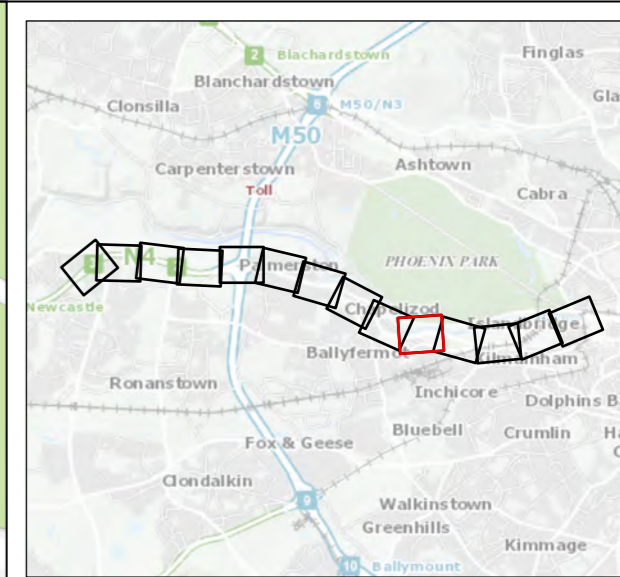 2
Blachardstown
Finglas
Blanchardstown
Clonsilla
6
M50/N3
Gla
M50
Carpenterstown
Ashtown
Toll
Cabra
N4
Palmerston
PHOENIX PARK
Newcastle
Chapelizod
Islandbridge
Ballyfermo
Kilmainham
Ronanstown
Inchicore
Dolphins B
Bluebell
Crumlin
Ha
Fox & Geese
C
Clondalkin
9
Walkinstown
Greenhills
Kimmage
10
Ballymount